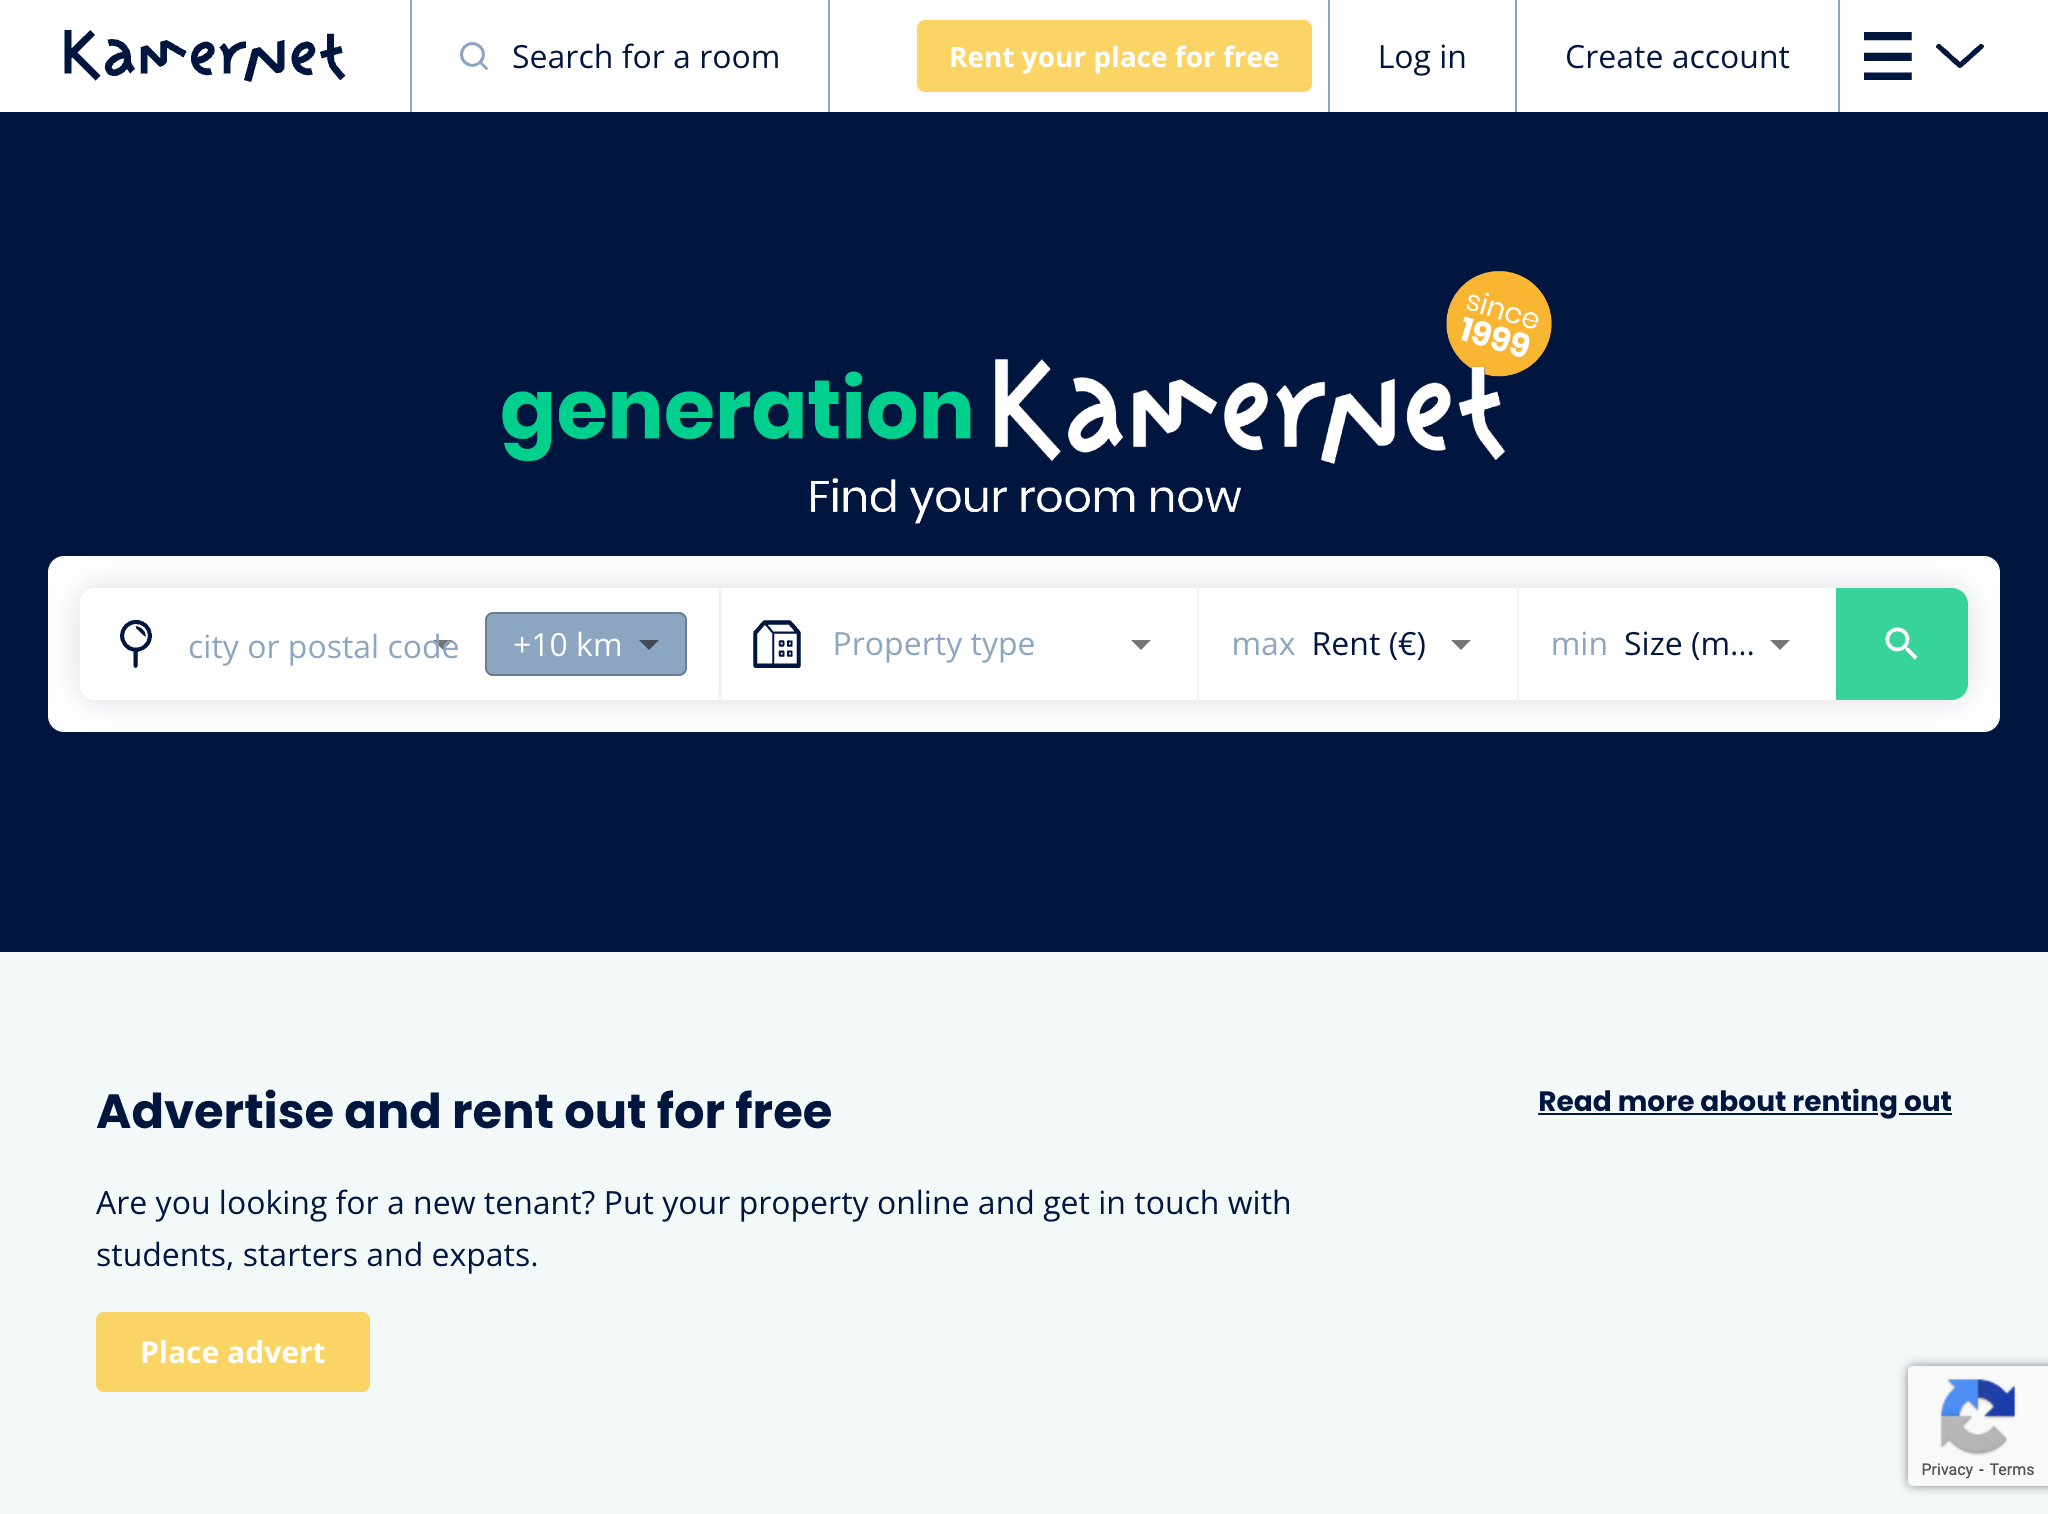 Kamernet
Search for a room
Rent your place for free
Log in
Create account
since
1999
generation Kamernet
Find your room now
city or postal code
+10 km
Property type
max Rent (€)
min Size (m...
Advertise and rent out for free
Read more about renting out
Are you looking for a new tenant? Put your property online and get in touch with
students, starters and expats.
Place advert
Privacy - Terms